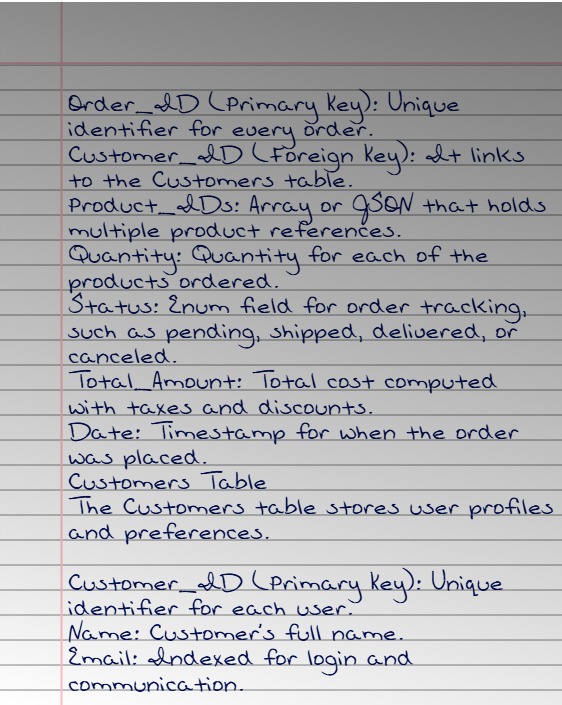 Order_ID (Primary Key): Unique
identifier for every order.
Customer_ID (Foreign Key): It links
to the Customers table.
Product_IDs: Array or JSON that holds
multiple product references.
Quantity: Quantity for each of the
products ordered.
Status: Enum field for order tracking,
such as pending, shipped, delivered, or
canceled.
Total_Amount: Total cost computed
with taxes and discounts.
Date: Timestamp for when the order
was placed.
Customers Table
The Customers table stores user profiles
and preferences.
Customer_ID (Primary Key): Unique
identifier for each user.
Name: Customer's full name.
Email: Indexed for login and
communication.